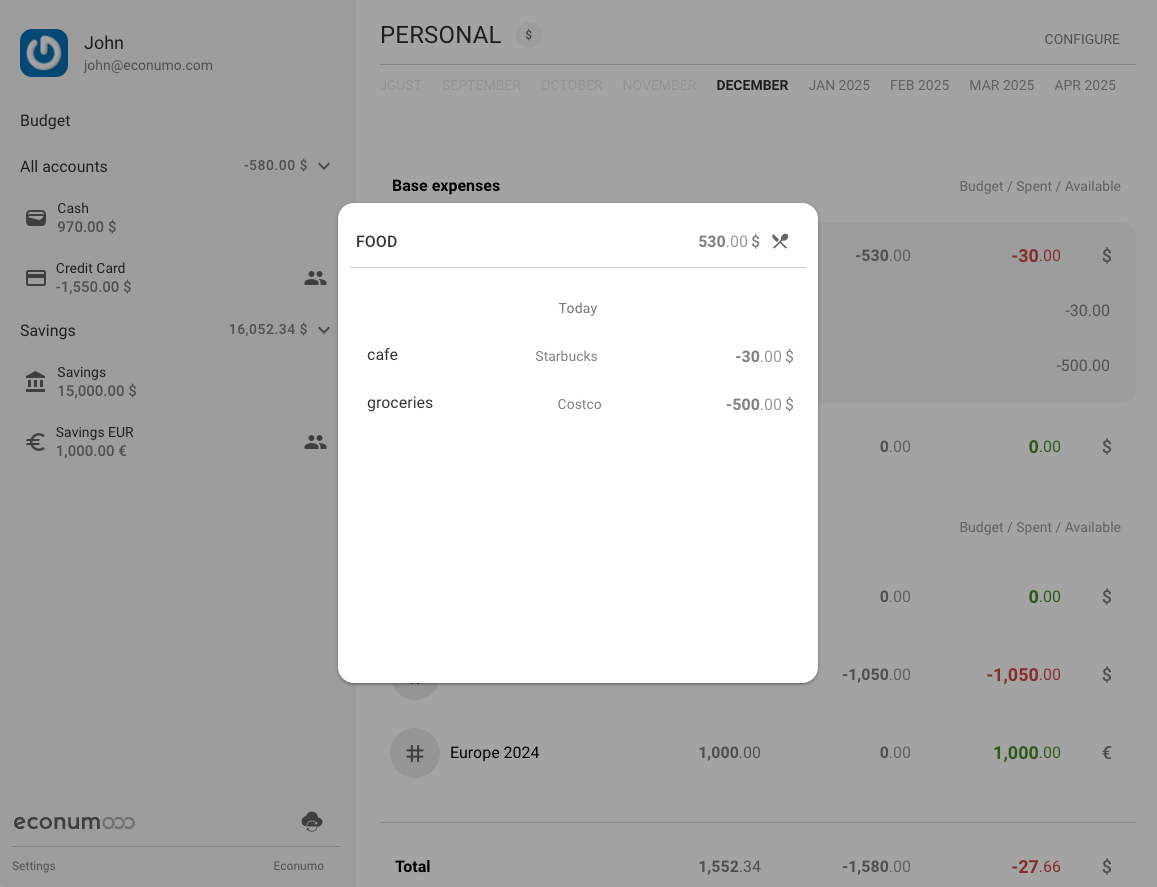 John
john@econumo.com
Budget
All accounts -580.00 $
Cash
970.00 $
Credit Card
-1,550.00 $
Savings 16,052.34 $
Savings
15,000.00 $
Savings EUR
1,000.00 €
econumo
Settings Econumo
PERSONAL $
CONFIGURE
SEPTEMBER OCTOBER NOVEMBER DECEMBER JAN 2025 FEB 2025 MAR 2025 APR 2025
Base expenses Budget / Spent / Available
-530.00 -30.00 $
-30.00
-500.00
0.00 0.00 $
FOOD 530.00 $
Today
cafe Starbucks -30.00 $
groceries Costco -500.00 $
Budget / Spent / Available
0.00 0.00 $
-1,050.00 -1,050.00 $
# Europe 2024 1,000.00 0.00 1,000.00 €
Total 1,552.34 -1,580.00 -27.66 $